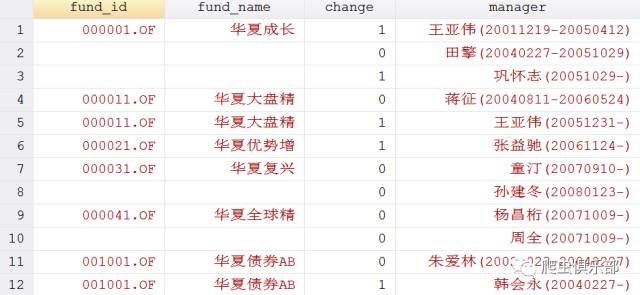 fund_id fund_name change manager
1 000001.OF 华夏成长 1 王亚伟(20011219-20050412)
2 0 田擎(20040227-20051029)
3 1 巩怀志(20051029-)
4 000011.OF 华夏大盘精 0 蒋征(20040811-20060524)
5 000011.OF 华夏大盘精 1 王亚伟(20051231-)
6 000021.OF 华夏优势增 1 张益驰(20061124-)
7 000031.OF 华夏复兴 0 童汀(20070910-)
8 0 孙建冬(20080123-)
9 000041.OF 华夏全球精 0 杨昌桁(20071009-)
10 0 周全(20071009-)
11 001001.OF 华夏债券AB 0 朱爱林
12 001001.OF 华夏债券AB 1 韩会永(20040227-)
爬虫俱乐部